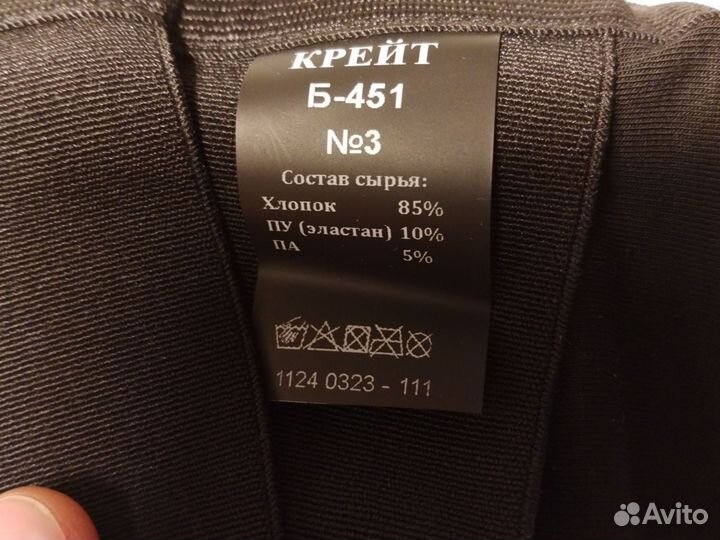 КРЕЙТ
Б-451
№3
Состав сырья:
Хлопок 85%
ПУ (эластан) 10%
ПА 5%
1124 0323 - 111
Avito